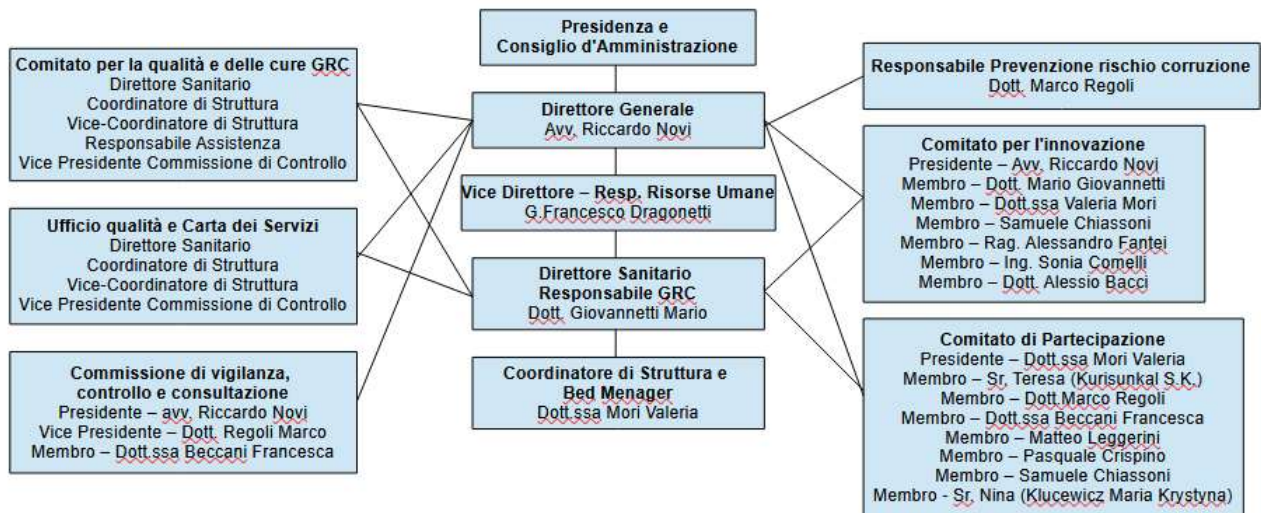 Presidenza e
Consiglio d'Amministrazione
Comitato per la qualità e delle cure GRC
Direttore Sanitario
Coordinatore di Struttura
Vice-Coordinatore di Struttura
Responsabile Assistenza
Vice Presidente Commissione di Controllo
Ufficio qualità e Carta dei Servizi
Direttore Sanitario
Coordinatore di Struttura
Vice-Coordinatore di Struttura
Vice Presidente Commissione di Controllo
Commissione di vigilanza,
controllo e consultazione
Presidente – avv, Riccardo Novi
Vice Presidente – Dott. Regoli Marco
Membro – Dott.ssa Beccani Francesca
Direttore Generale
Avv, Riccardo Novi
Vice Direttore – Resp. Risorse Umane
G.Francesco Dragonetti
Direttore Sanitario
Responsabile GRC
Dott. Giovannetti Mario
Coordinatore di Struttura e
Bed Menager
Dott.ssa Mori Valeria
Responsabile Prevenzione rischio corruzione
Dott. Marco Regoli
Comitato per l'innovazione
Presidente – Avv, Riccardo Novi
Membro – Dott. Mario Giovannetti
Membro – Dott.ssa Valeria Mori
Membro – Samuele Chiassoni
Membro – Rag. Alessandro Fantei
Membro – Ing. Sonia Comelli
Membro – Dott. Alessio Bacci
Comitato di Partecipazione
Presidente – Dott.ssa Mori Valeria
Membro – Sr, Teresa (Kurisunkal S.K.)
Membro – Dott.Marco Regoli
Membro – Dott.ssa Beccani Francesca
Membro – Matteo Leggerini
Membro – Pasquale Crispino
Membro – Samuele Chiassoni
Membro - Sr, Nina (Klucewicz Maria Krystyna)